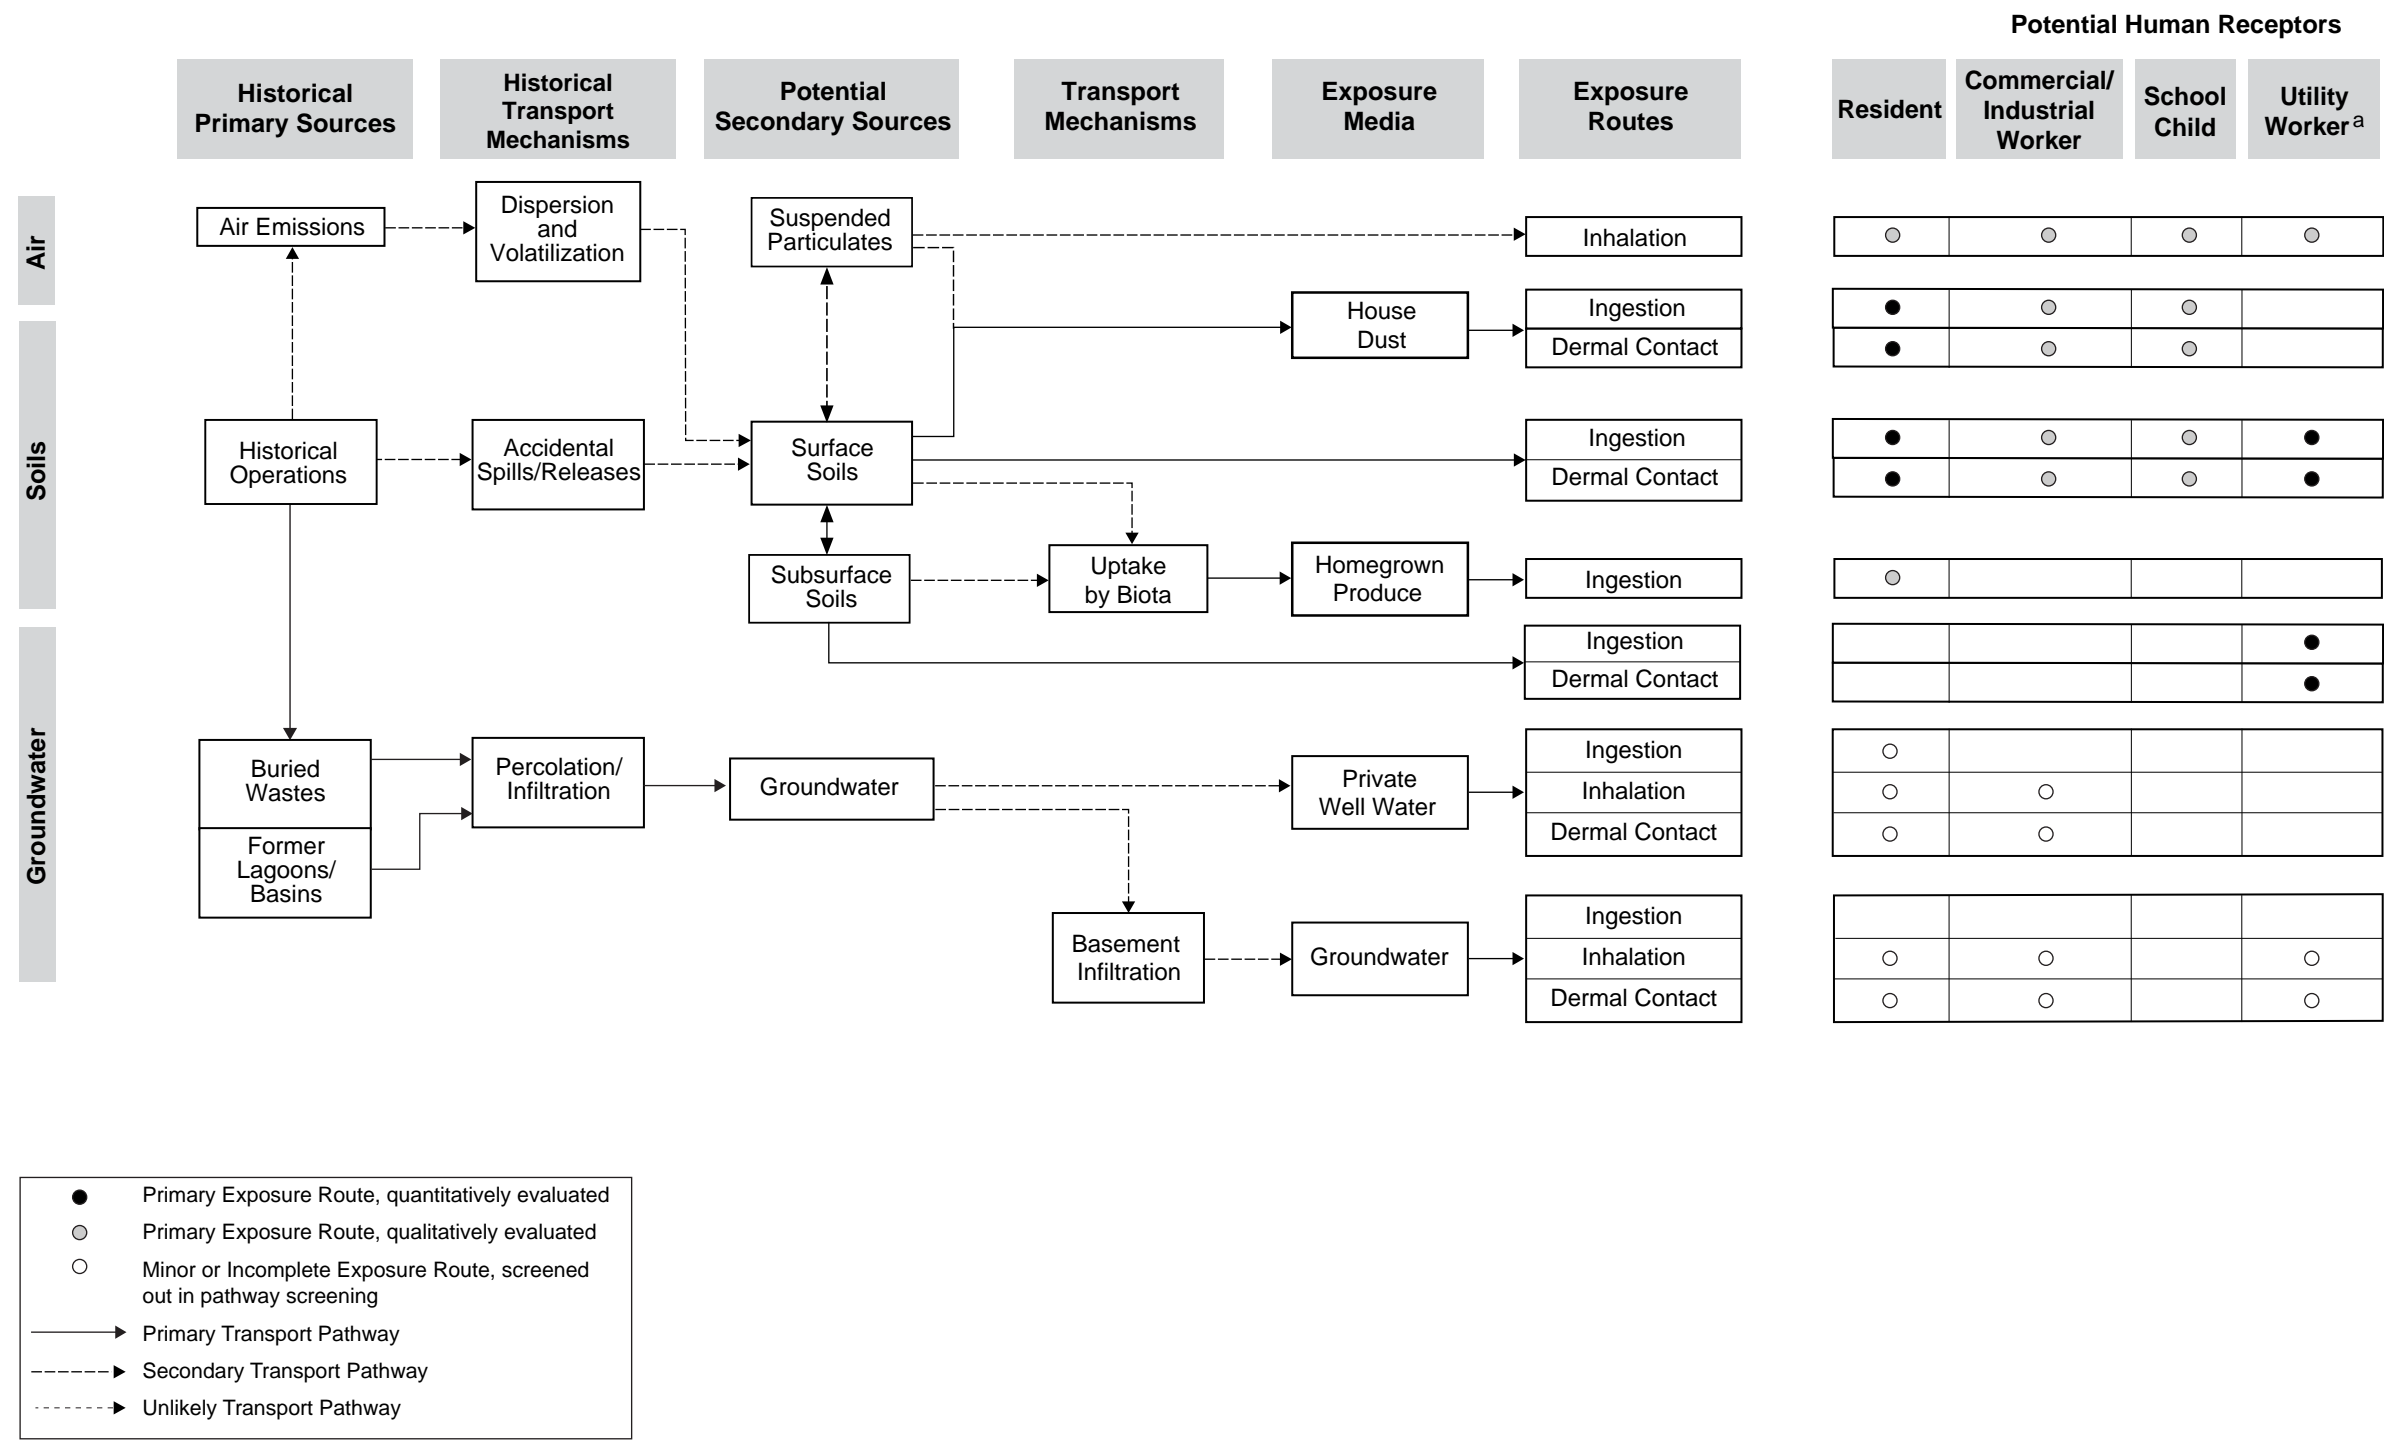 Potential Human Receptors
Historical
Primary Sources
Historical
Transport
Mechanisms
Potential
Secondary Sources
Transport
Mechanisms
Exposure
Media
Exposure
Routes
Resident
Commercial/
Industrial
Worker
School
Child
Utility
Worker a
Air
Air Emissions
Dispersion
and
Volatilization
Suspended
Particulates
Inhalation
House
Dust
Ingestion
Dermal Contact
Soils
Historical
Operations
Accidental
Spills/Releases
Surface
Soils
Ingestion
Dermal Contact
Subsurface
Soils
Uptake
by Biota
Homegrown
Produce
Ingestion
Ingestion
Dermal Contact
Groundwater
Buried
Wastes
Former
Lagoons/
Basins
Percolation/
Infiltration
Groundwater
Private
Well Water
Ingestion
Inhalation
Dermal Contact
Basement
Infiltration
Groundwater
Ingestion
Inhalation
Dermal Contact
Primary Exposure Route, quantitatively evaluated
Primary Exposure Route, qualitatively evaluated
Minor or Incomplete Exposure Route, screened
out in pathway screening
Primary Transport Pathway
Secondary Transport Pathway
Unlikely Transport Pathway